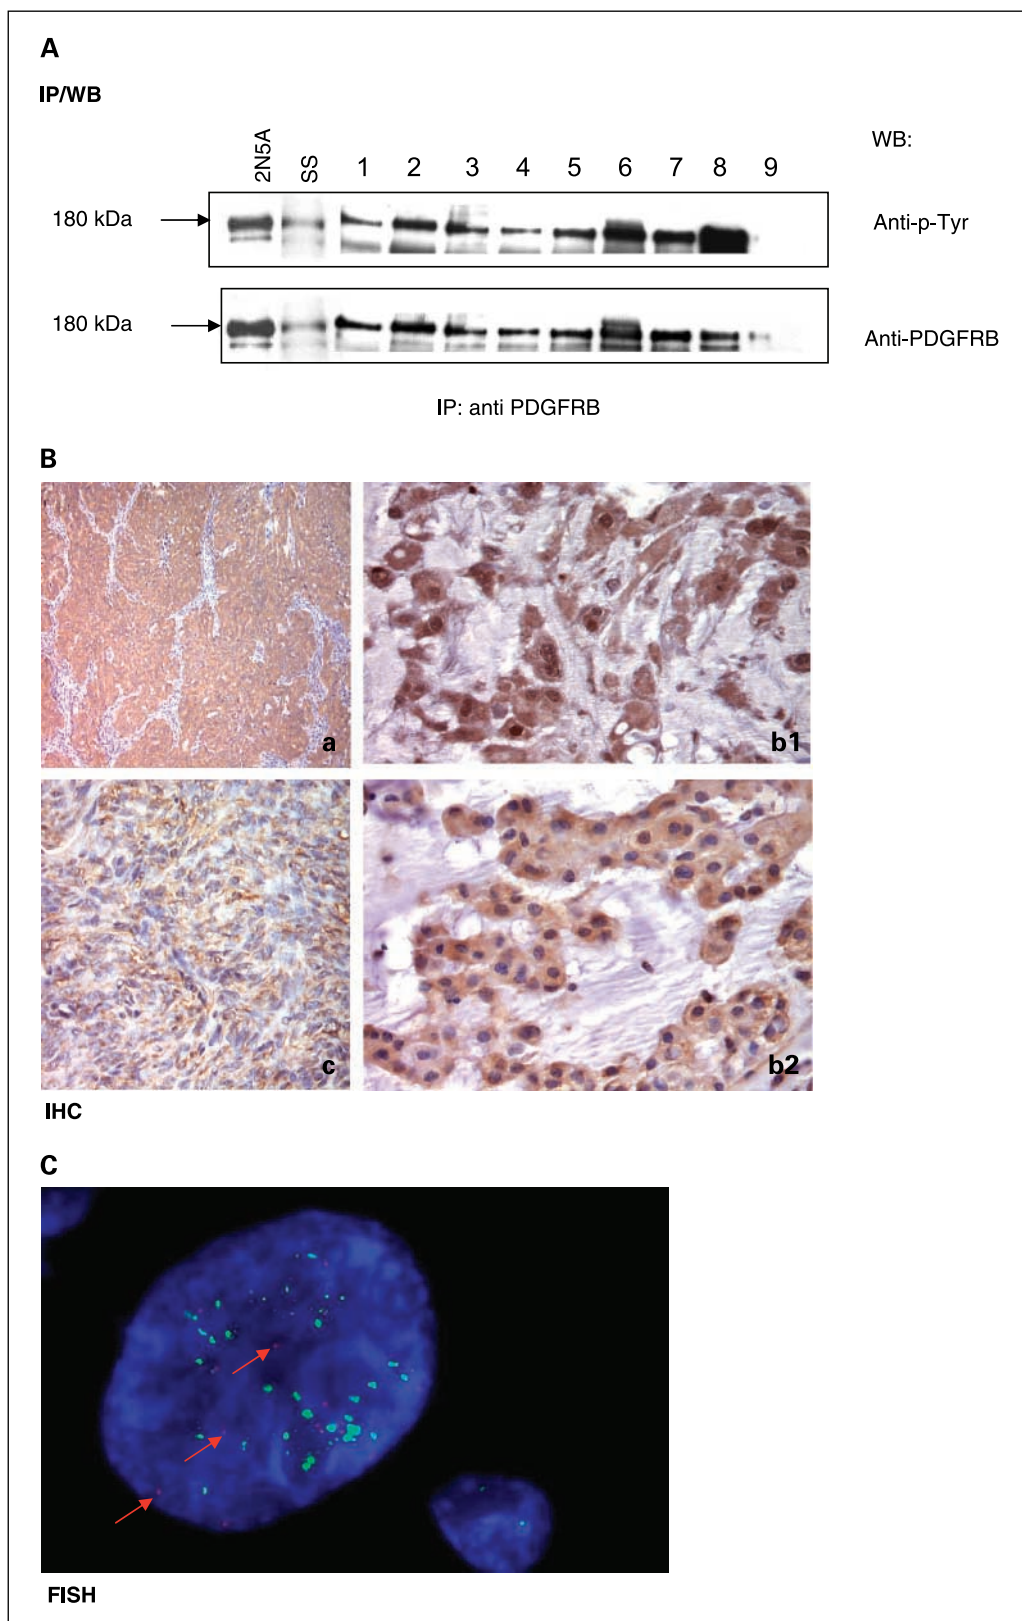 A
IP/WB
2N5A SS 1 2 3 4 5 6 7 8 9 WB:
180 kDa Anti-p-Tyr
180 kDa Anti-PDGFRB
IP: anti PDGFRB
B
a b1
c b2
IHC
C
FISH